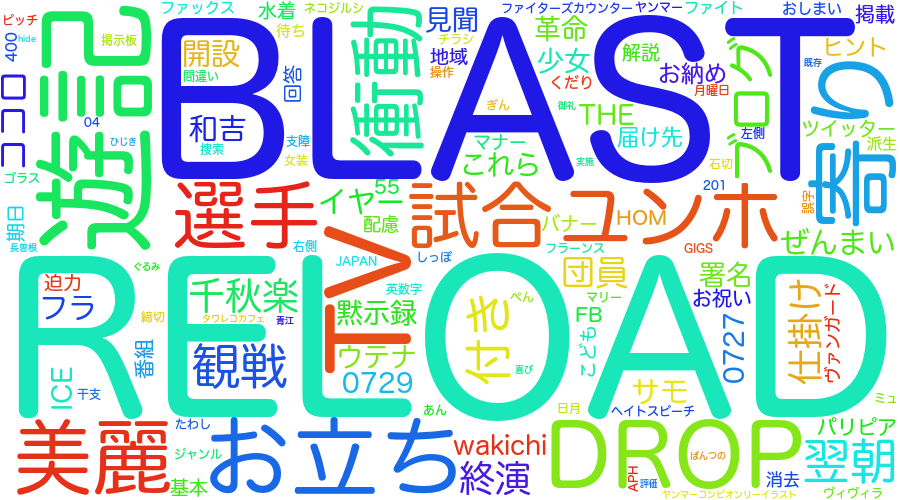 ピッチ
hide
400
ファックス
水着
ネコジルシ
待ち
掲示板
開設
間違い
回答
見聞
チラシ
地域
操作
ファイターズカウンター
ヤンマー
ファイト
革命
少女
解説
くだり
お納め
月曜日
おしまい
掲載
ヒント
既存
ココロ
遊記
BLAST
衝動
ブログ
寄り
04
ひじき
和吉
捜索
支障
女装
ぎん
御礼
THE
届け先
マナー
これら
実施
左側
ツイッター
派生
石切
ゴラス
期日
長曽根
選手
イヤー
55
配慮
試合
バナー
ユンホ
HOM
201
誤字
右側
JAPAN
しっぽ
フラーンス
GIGS
ぜんまい
RELOAD
TV
迫力
フラ
ぐるみ
千秋楽
締切
タワレコカフェ
青江
英数字
黙示録
付き
ぺん
団員
マリー
FB
署名
お祝い
仕掛け
ヴァンガード
番組
観戦
ウテナ
0729
喜び
こども
サモ
0727
ICE
干支
あん
日月
ヘイトスピーチ
ミュ
美麗
たわし
ジャンル
基本
お立ち
wakichi
終演
DROP
ぱんつの
APH
評価
消去
パリピア
翌朝
ヤンマーコンピオンリーイラスト
ヴィヴィラ